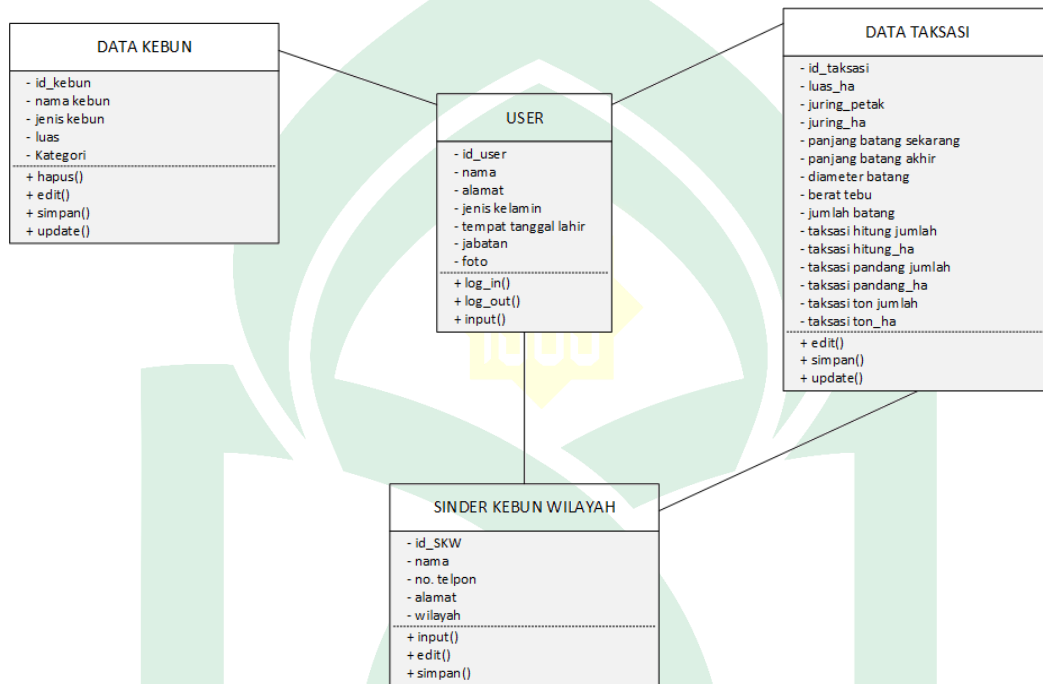 DATA KEBUN
- id_kebun
- nama kebun
- jenis kebun
- luas
- Kategori
+ hapus()
+ edit()
+ simpan()
+ update()
USER
- id_user
- nama
- alamat
- jenis kelamin
- tempat tanggal lahir
- jabatan
- foto
+ log_in()
+ log_out()
+ input()
DATA TAKSASI
- id_taksasi
- luas_ha
- juring_petak
- juring_ha
- panjang batang sekarang
- panjang batang akhir
- diameter batang
- berat tebu
- jumlah batang
- taksasi hitung jumlah
- taksasi hitung_ha
- taksasi pandang jumlah
- taksasi pandang_ha
- taksasi ton jumlah
- taksasi ton_ha
+ edit()
+ simpan()
+ update()
SINDER KEBUN WILAYAH
- id_SKW
- nama
- no. telpon
- alamat
- wilayah
+ input()
+ edit()
+ simpan()